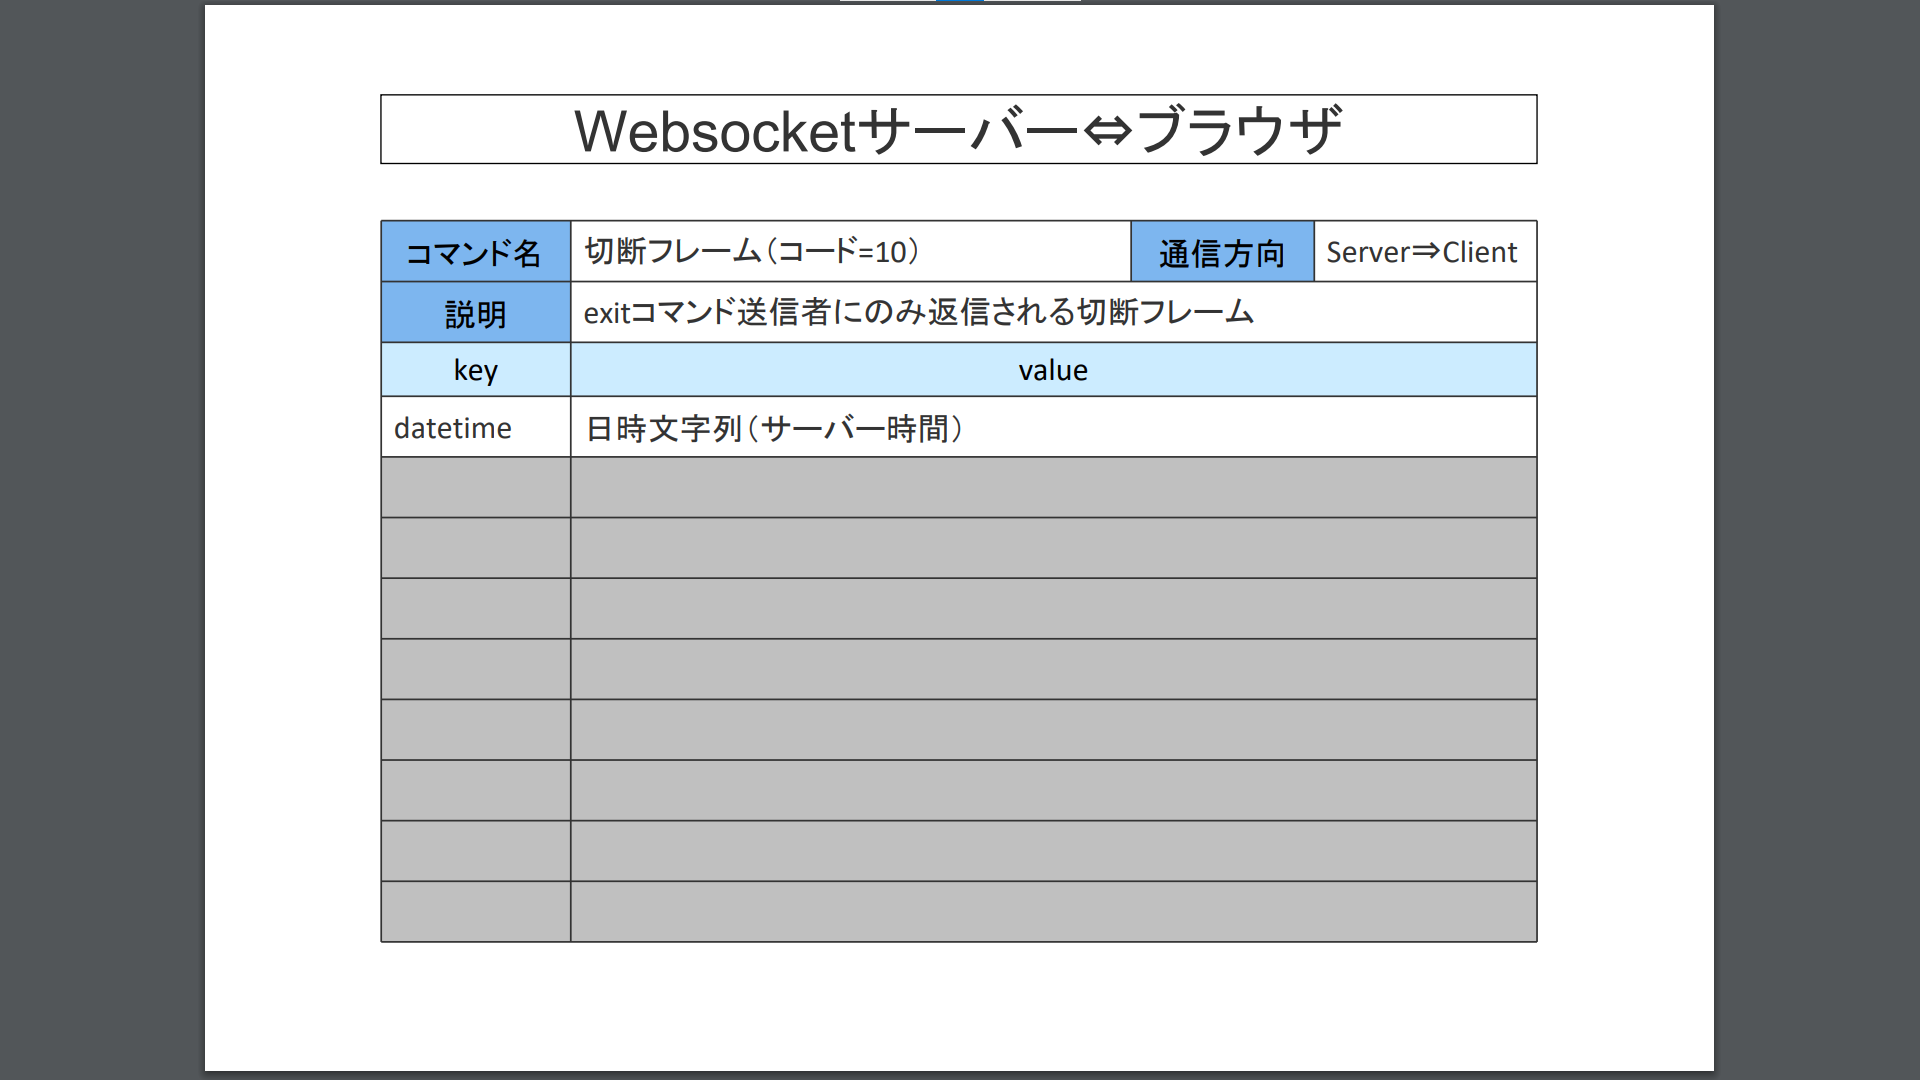 Websocketサーバー⇔ブラウザ
コマンド名 切断フレーム（コード=10） 通信方向 Server⇒Client
説明 exitコマンド送信者にのみ返信される切断フレーム
key value
datetime 日時文字列（サーバー時間）